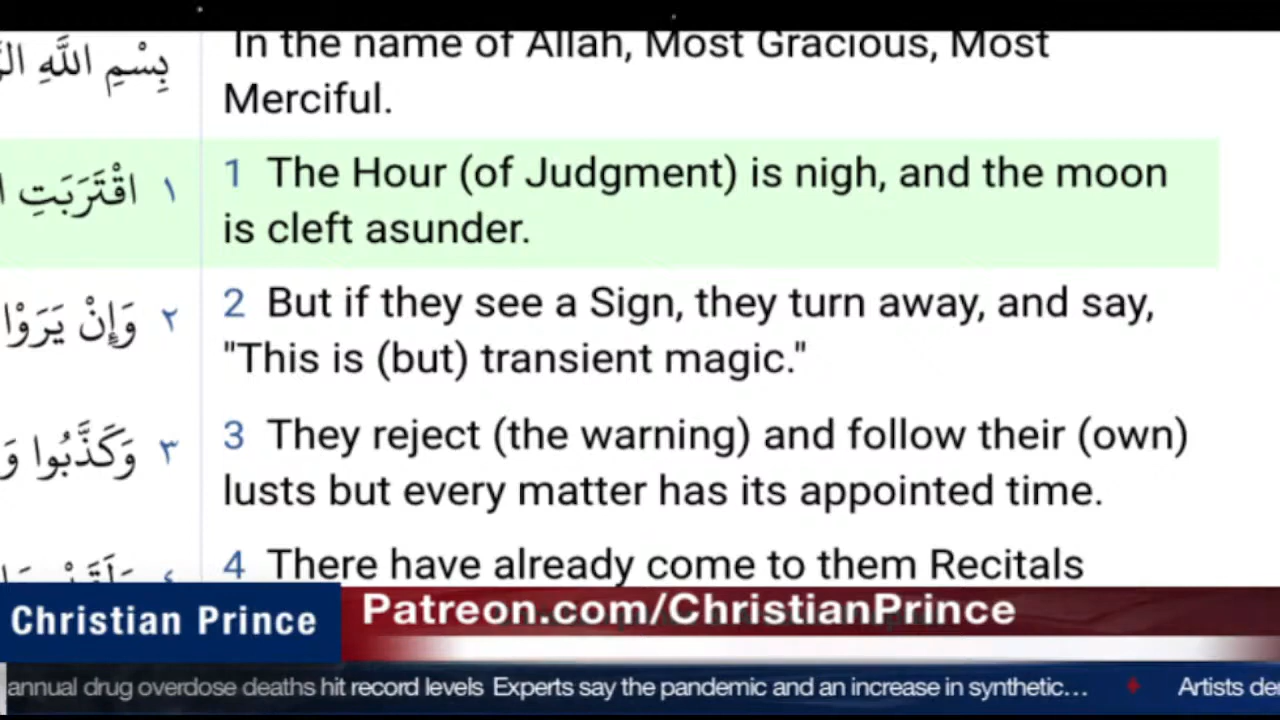 بِسْمِ اللَّهِ
In the name of Allah, Most Gracious, Most
Merciful.
١ اقْتَرَبَتِ
1 The Hour (of Judgment) is nigh, and the moon
is cleft asunder.
٢ وَإِنْ يَرَوْا
2 But if they see a Sign, they turn away, and say,
"This is (but) transient magic."
٣ وَكَذَّبُوا
3 They reject (the warning) and follow their (own)
lusts but every matter has its appointed time.
4 There have already come to them Recitals
Christian Prince
Patreon.com/ChristianPrince
annual drug overdose deaths hit record levels Experts say the pandemic and an increase in synthetic... Artists